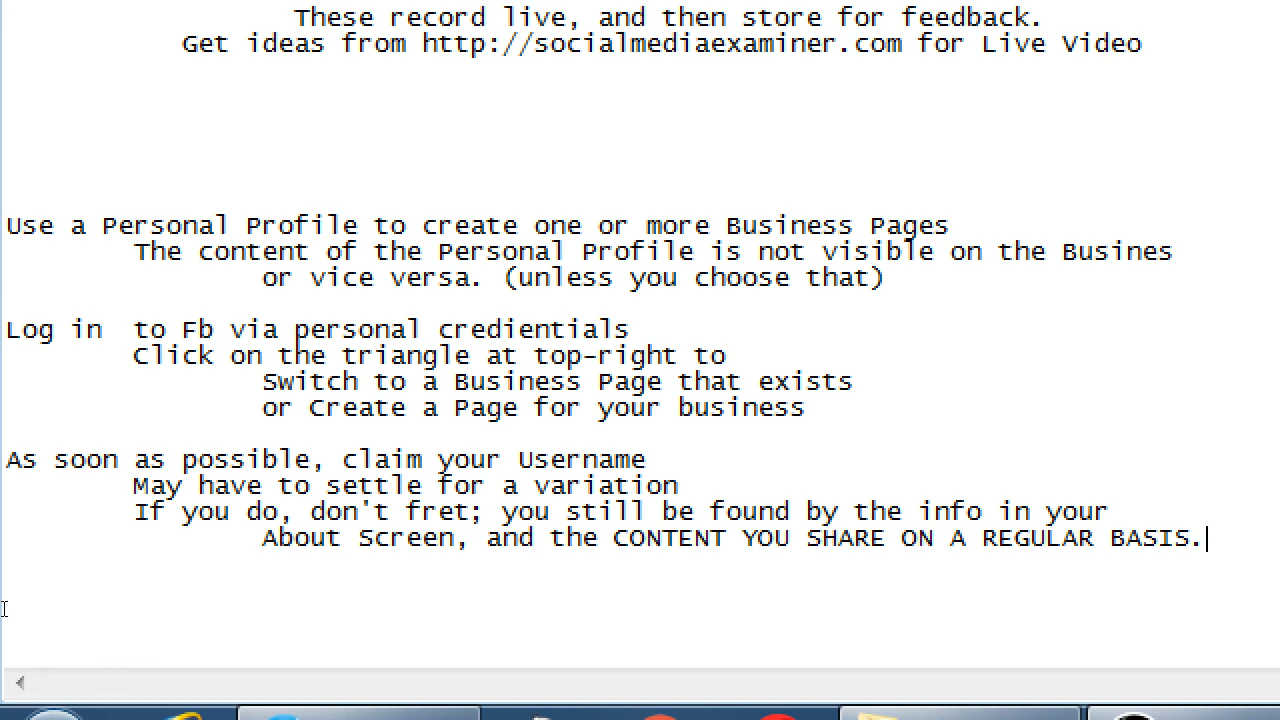 These record live, and then store for feedback.
Get ideas from http://socialmediaexaminer.com for Live Video
Use a Personal Profile to create one or more Business Pages
The content of the Personal Profile is not visible on the Busines
or vice versa. (unless you choose that)
Log in  to Fb via personal credientials
Click on the triangle at top-right to
Switch to a Business Page that exists
or Create a Page for your business
As soon as possible, claim your Username
May have to settle for a variation
If you do, don't fret; you still be found by the info in your
About Screen, and the CONTENT YOU SHARE ON A REGULAR BASIS.